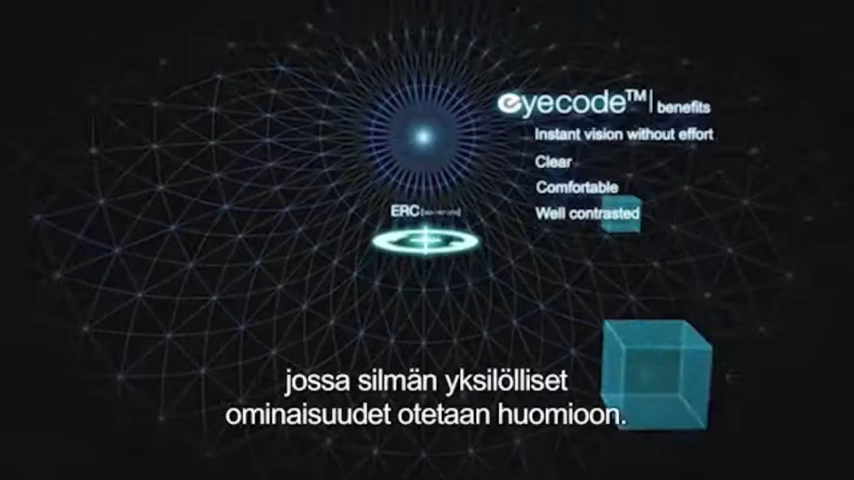 eyecode™| benefits
Instant vision without effort
Clear
Comfortable
Well contrasted
ERC
jossa silmän yksilölliset
ominaisuudet otetaan huomioon.